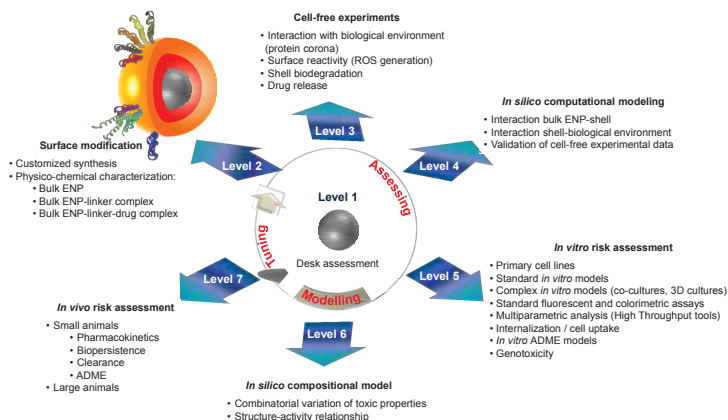 Cell-free experiments
• Interaction with biological environment
(protein corona)
• Surface reactivity (ROS generation)
• Shell biodegradation
• Drug release
In silico computational modeling
• Interaction bulk ENP-shell
• Interaction shell-biological environment
• Validation of cell-free experimental data
Surface modification
• Customized synthesis
• Physico-chemical characterization:
• Bulk ENP
• Bulk ENP-linker complex
• Bulk ENP-linker-drug complex
Level 2
Level 3
Level 4
Level 1
Desk assessment
Assessing
Tuning
Modelling
Level 7
Level 5
Level 6
In vitro risk assessment
• Primary cell lines
• Standard in vitro models
• Complex in vitro models (co-cultures, 3D cultures)
• Standard fluorescent and colorimetric assays
• Multiparametric analysis (High Throughput tools)
• Internalization / cell uptake
• In vitro ADME models
• Genotoxicity
In vivo risk assessment
• Small animals
• Pharmacokinetics
• Biopersistence
• Clearance
• ADME
• Large animals
In silico compositional model
• Combinatorial variation of toxic properties
• Structure-activity relationship